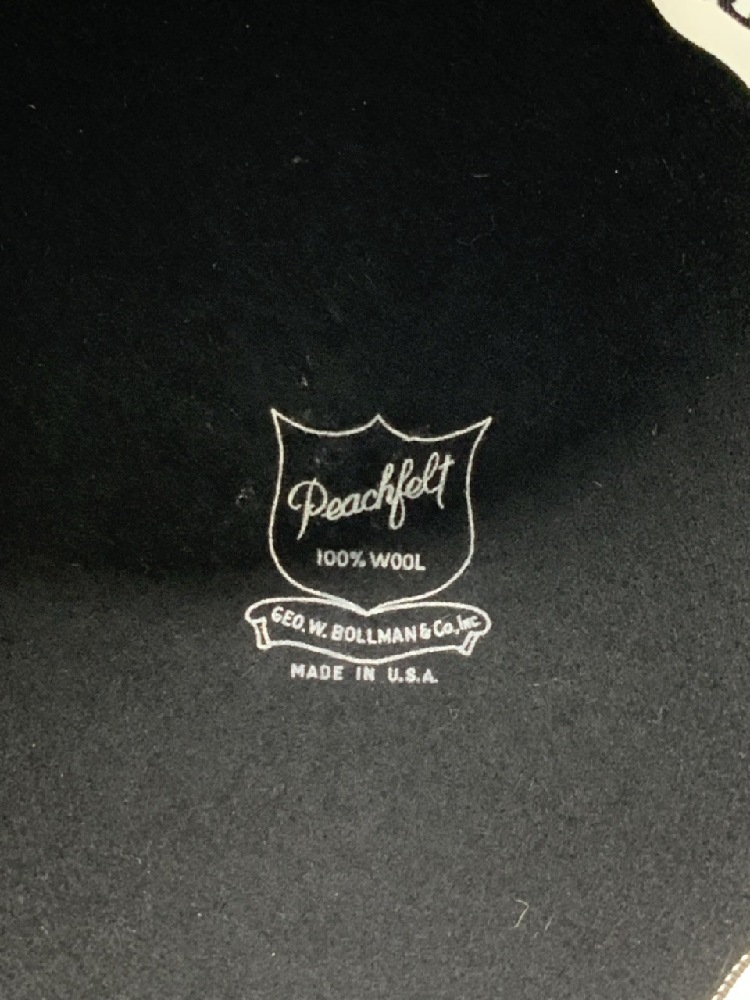 Peachfelt
100% WOOL
GEO. W. BOLLMAN & Co., Inc.
MADE IN U.S.A.